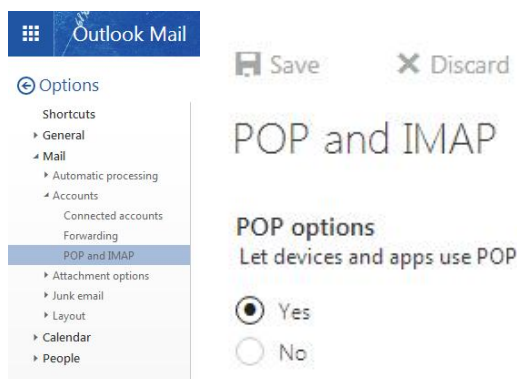 Outlook Mail
Options
Shortcuts
General
Mail
Automatic processing
Accounts
Connected accounts
Forwarding
POP and IMAP
Attachment options
Junk email
Layout
Calendar
People
Save Discard
POP and IMAP
POP options
Let devices and apps use POP
Yes
No